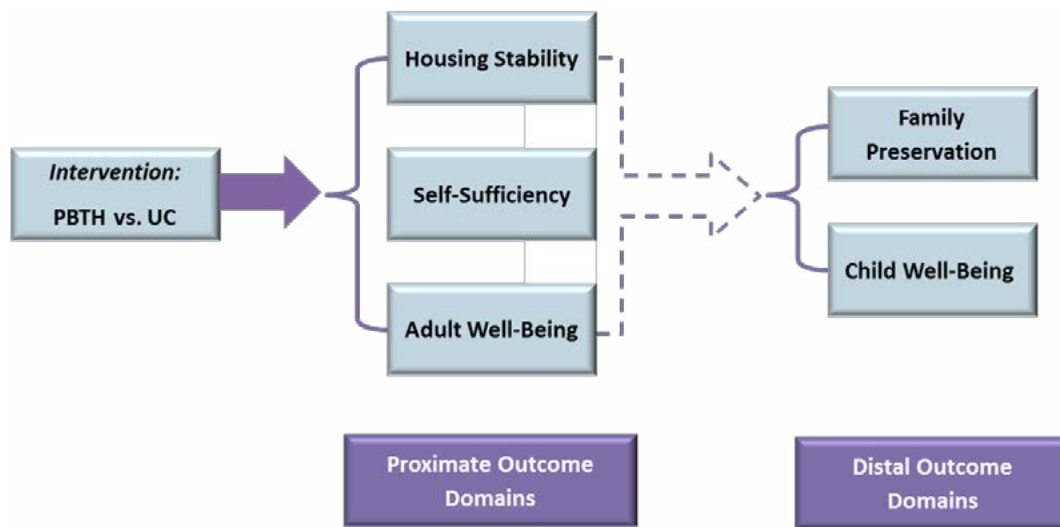 Intervention:
PBTH vs. UC
Housing Stability
Self-Sufficiency
Adult Well-Being
Family
Preservation
Child Well-Being
Proximate Outcome
Domains
Distal Outcome
Domains